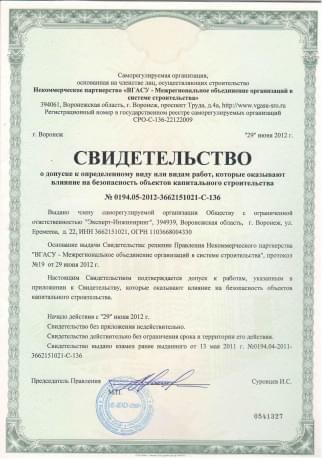 Саморегулируемая организация,
основанная на членстве лиц, осуществляющих строительство
Некоммерческое партнерство «ВГАСУ - Межрегиональное объединение организаций в
системе строительства»
394061, Воронежская область, г. Воронеж, проспект Труда, д.4а, http://www.vgasu-sro.ru
Регистрационный номер в государственном реестре саморегулируемых организаций
СРО-С-136-22122009
г. Воронеж "29" июня 2012 г.
СВИДЕТЕЛЬСТВО
о допуске к определенному виду или видам работ, которые оказывают
влияние на безопасность объектов капитального строительства
№ 0194.05-2012-3662151021-С-136
Выдано члену саморегулируемой организации Обществу с ограниченной
ответственностью "Эксперт-Инжиниринг", 394939, Воронежская область, ул.
Еремеева, д. 22, ИНН 3662151021, ОГРН 1103668004330
Основание выдачи Свидетельства: решение Правления Некоммерческого партнерства
"ВГАСУ - Межрегиональное объединение организаций в системе строительства", протокол
№19 от 29 июня 2012 г.
Настоящим Свидетельством подтверждается допуск к работам, указанным в
приложении к Свидетельству, которые оказывают влияние на безопасность объектов
капитального строительства.
Начало действия с "29" июня 2012 г.
Свидетельство без приложения недействительно.
Свидетельство действительно без ограничения срока и территории его действия.
Свидетельство выдано взамен ранее выданного от 13 мая 2011 г. №0194.04-2011-
3662151021-С-136
Председатель Правления Суровцев И.С.
М.П.
0541327